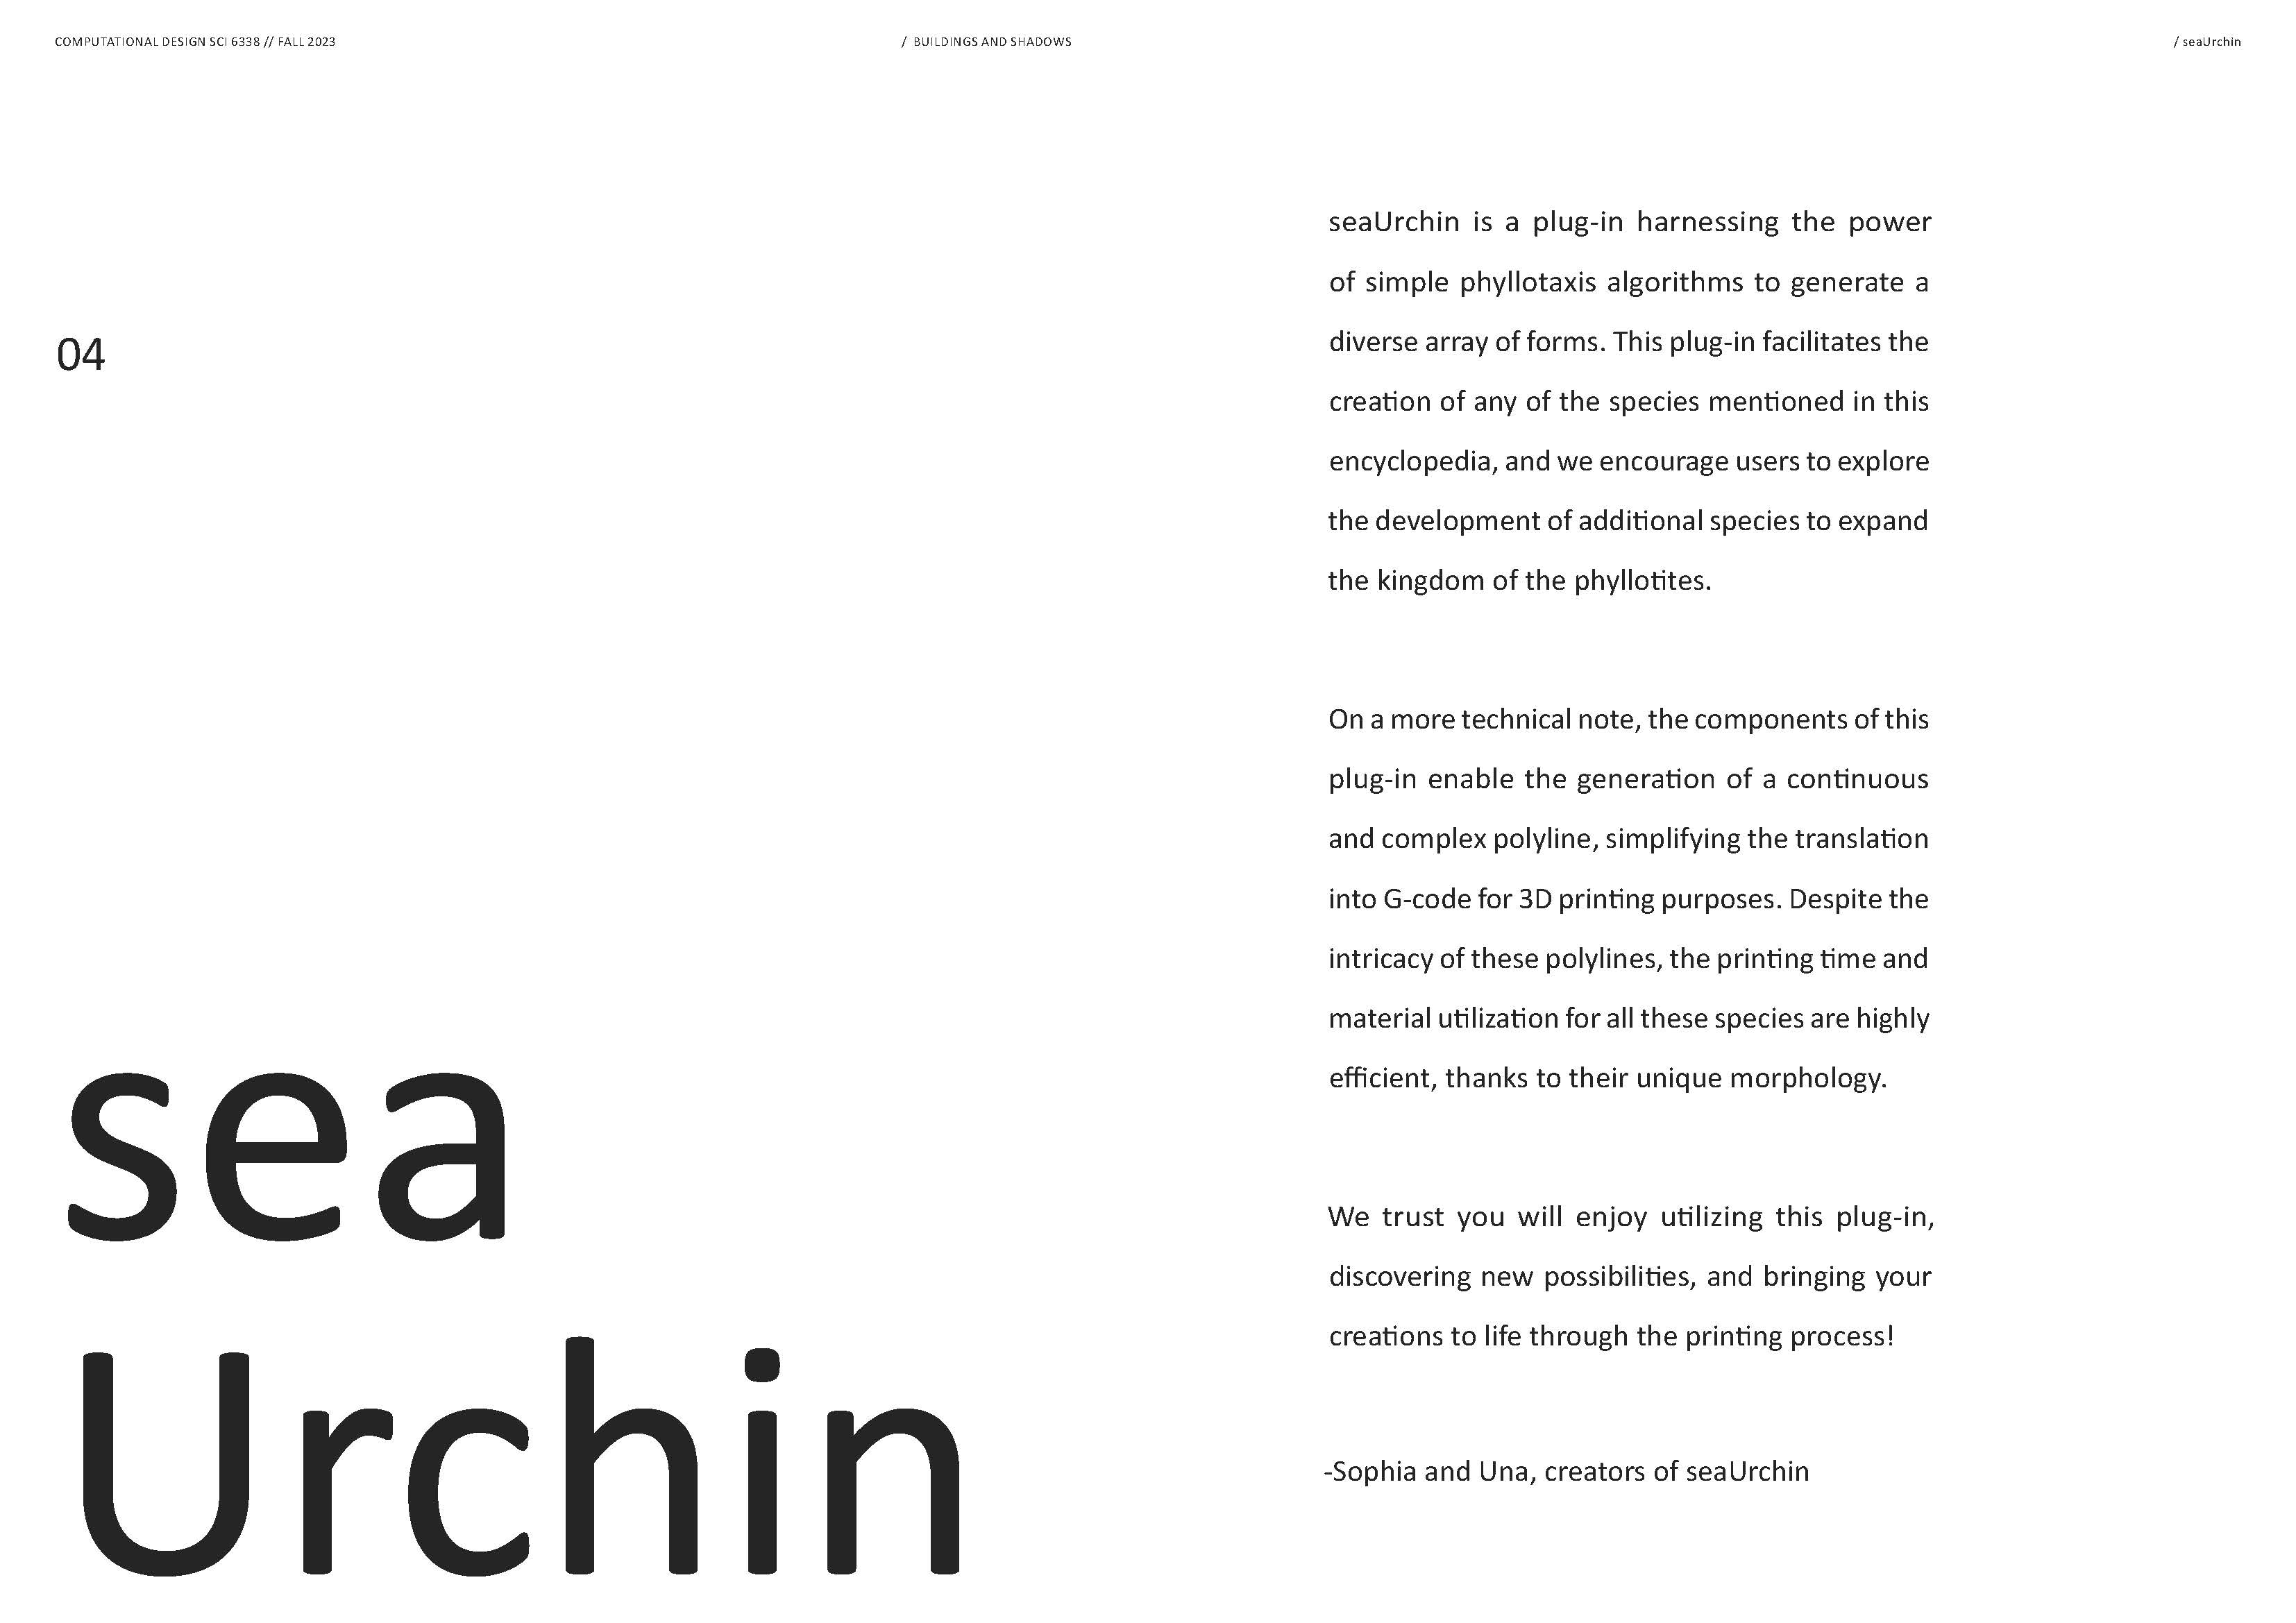 COMPUTATIONAL DESIGN SCI 6338 // FALL 2023
/ BUILDINGS AND SHADOWS
/ seaUrchin
04
sea
Urchin
seaUrchin is a plug-in harnessing the power
of simple phyllotaxis algorithms to generate a
diverse array of forms. This plug-in facilitates the
creation of any of the species mentioned in this
encyclopedia, and we encourage users to explore
the development of additional species to expand
the kingdom of the phyllotites.
On a more technical note, the components of this
plug-in enable the generation of a continuous
and complex polyline, simplifying the translation
into G-code for 3D printing purposes. Despite the
intricacy of these polylines, the printing time and
material utilization for all these species are highly
efficient, thanks to their unique morphology.
We trust you will enjoy utilizing this plug-in,
discovering new possibilities, and bringing your
creations to life through the printing process!
-Sophia and Una, creators of seaUrchin